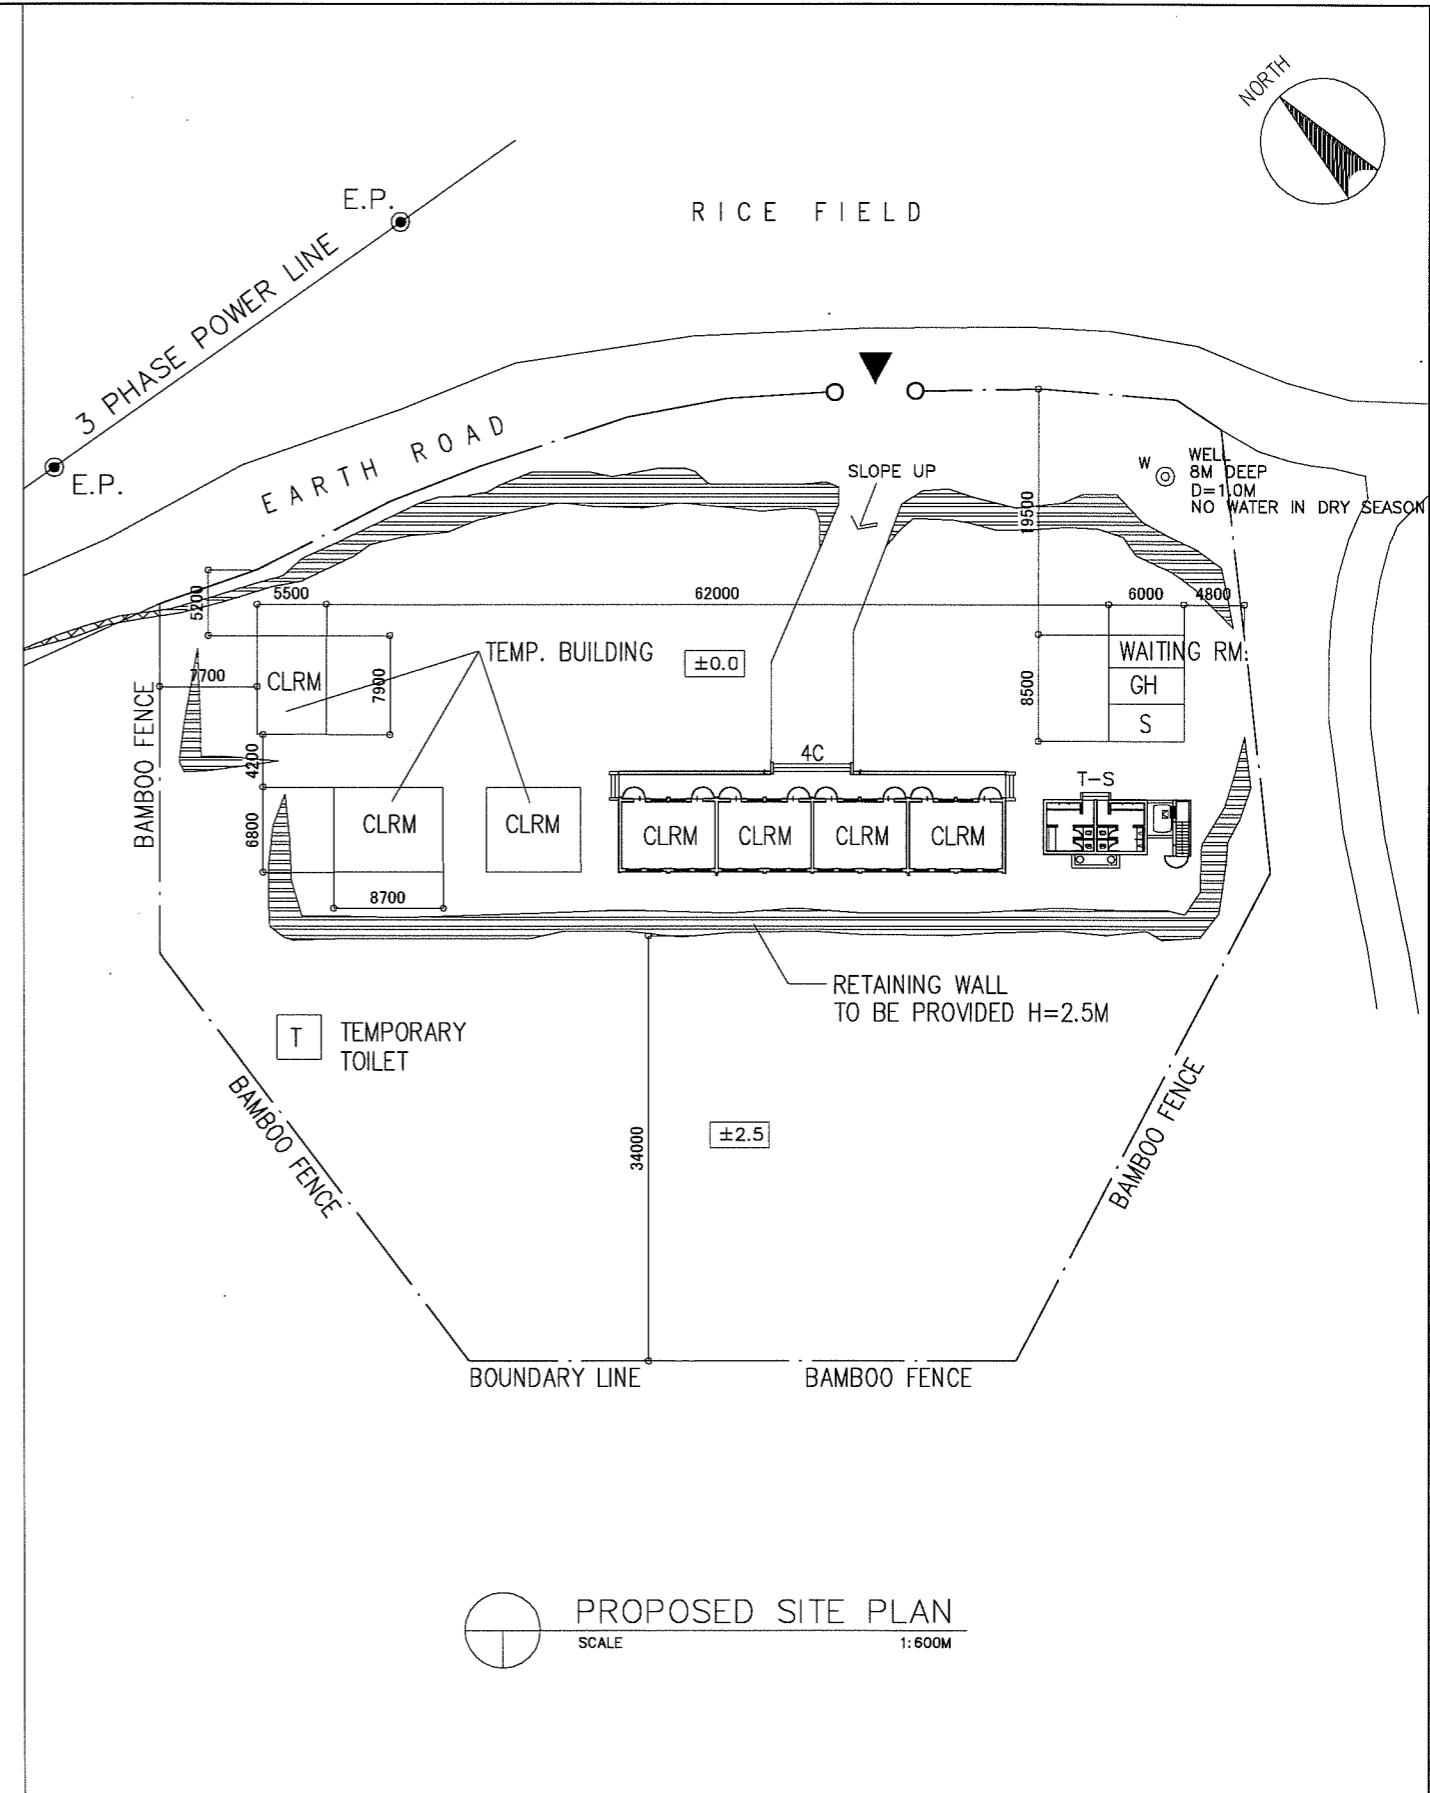 NORTH
E.P.
RICE FIELD
3 PHASE POWER LINE
E.P.
EARTH ROAD
SLOPE UP
W
WELL
8M DEEP
D=1.0M
NO WATER IN DRY SEASON
19500
5200
5500
62000
6000
4800
TEMP. BUILDING
±0.0
WAITING RM.
7700
CLRM
7900
8500
GH
S
BAMBOO FENCE
4200
4C
T-S
6800
CLRM
CLRM
CLRM
CLRM
CLRM
CLRM
8700
RETAINING WALL
TO BE PROVIDED H=2.5M
T
TEMPORARY
TOILET
BAMBOO FENCE
34000
±2.5
BAMBOO FENCE
BOUNDARY LINE
BAMBOO FENCE
PROPOSED SITE PLAN
SCALE 1:600M